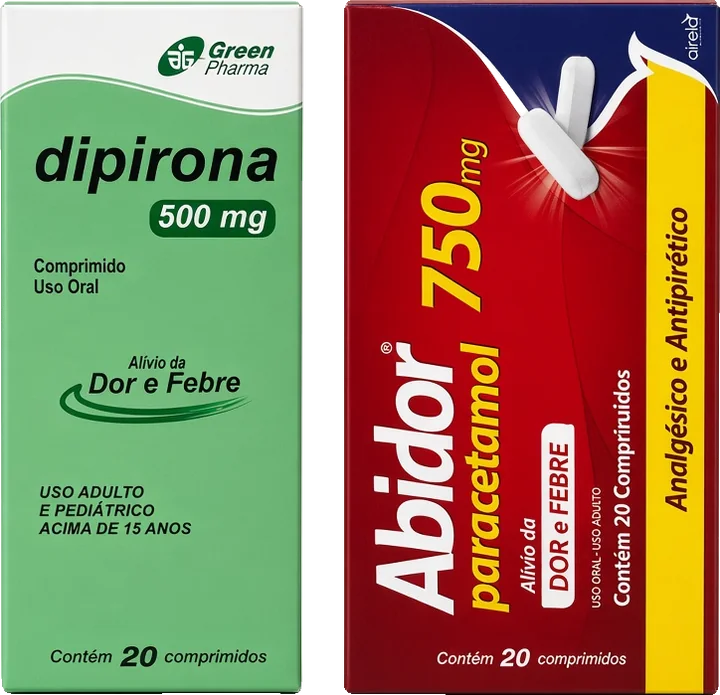 Green
Pharma
dipirona
500 mg
Comprimido
Uso Oral
Alívio da
Dor e Febre
USO ADULTO
E PEDIÁTRICO
ACIMA DE 15 ANOS
Contém 20 comprimidos
airela
Abidor®
paracetamol 750mg
Alívio da
DOR e FEBRE
USO ORAL - USO ADULTO
Contém 20 Compriruidos
Analgésico e Antipirético
Contém 20 comprimidos